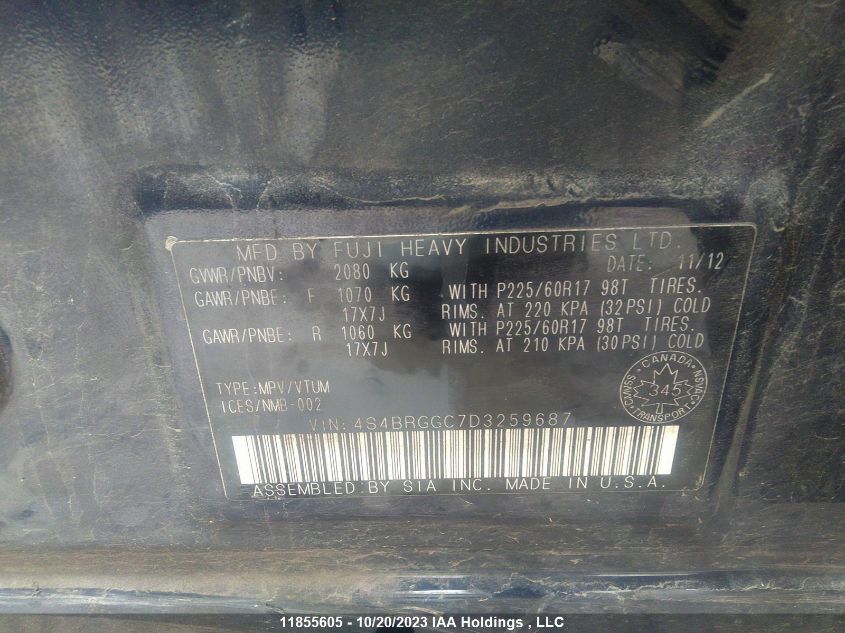 MFD BY FUJI HEAVY INDUSTRIES LTD.
GVWR/PNBV: 2080 KG DATE: 11/12
GAWR/PNBE: F 1070 KG WITH P225/60R17 98T TIRES.
17X7J RIMS. AT 220 KPA (32PSI) COLD
GAWR/PNBE: R 1060 KG WITH P225/60R17 98T TIRES.
17X7J RIMS. AT 210 KPA (30PSI) COLD
TYPE:MPV/VTUM
ICES/NMB-002
CANADA
345
TRANSPORT
VIN: 4S4BRGGC7D3259687
ASSEMBLED BY SIA INC. MADE IN U.S.A.
11855605 - 10/20/2023 IAA Holdings , LLC